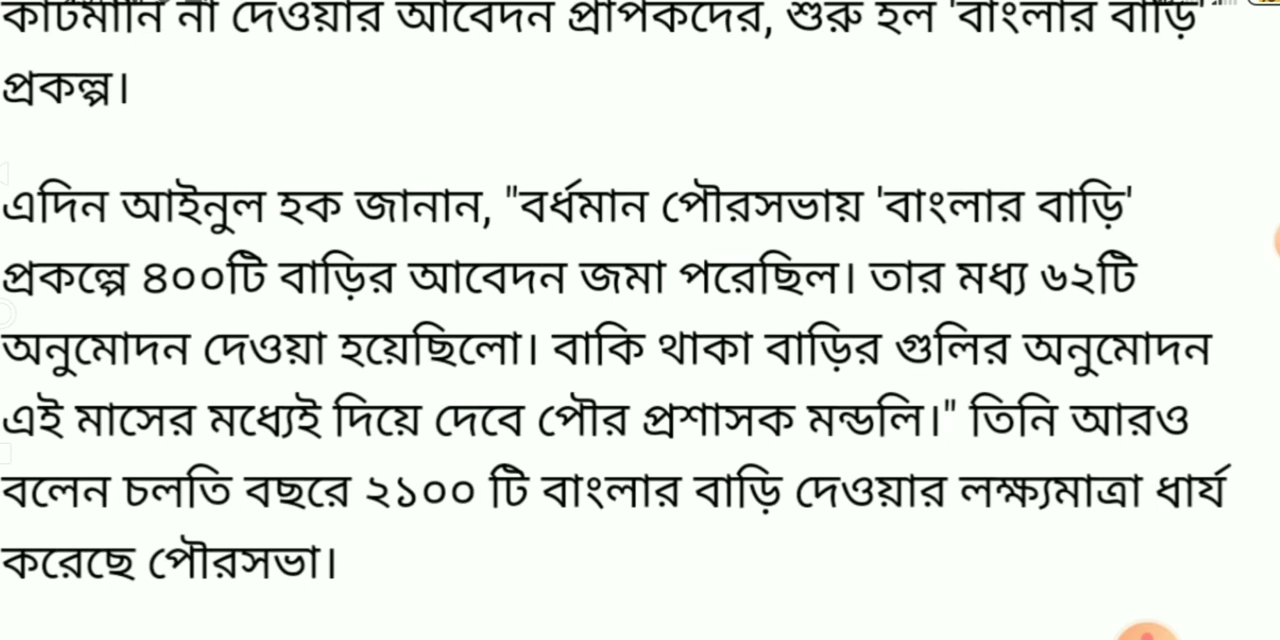 কাটমানি না দেওয়ার আবেদন প্রাপকদের, শুরু হল 'বাংলার বাড়ি'
প্রকল্প।
এদিন আইনুল হক জানান, "বর্ধমান পৌরসভায় 'বাংলার বাড়ি'
প্রকল্পে ৪০০টি বাড়ির আবেদন জমা পরেছিল। তার মধ্য ৬২টি
অনুমোদন দেওয়া হয়েছিলো। বাকি থাকা বাড়ির গুলির অনুমোদন
এই মাসের মধ্যেই দিয়ে দেবে পৌর প্রশাসক মন্ডলি।" তিনি আরও
বলেন চলতি বছরে ২১০০ টি বাংলার বাড়ি দেওয়ার লক্ষ্যমাত্রা ধার্য
করেছে পৌরসভা।